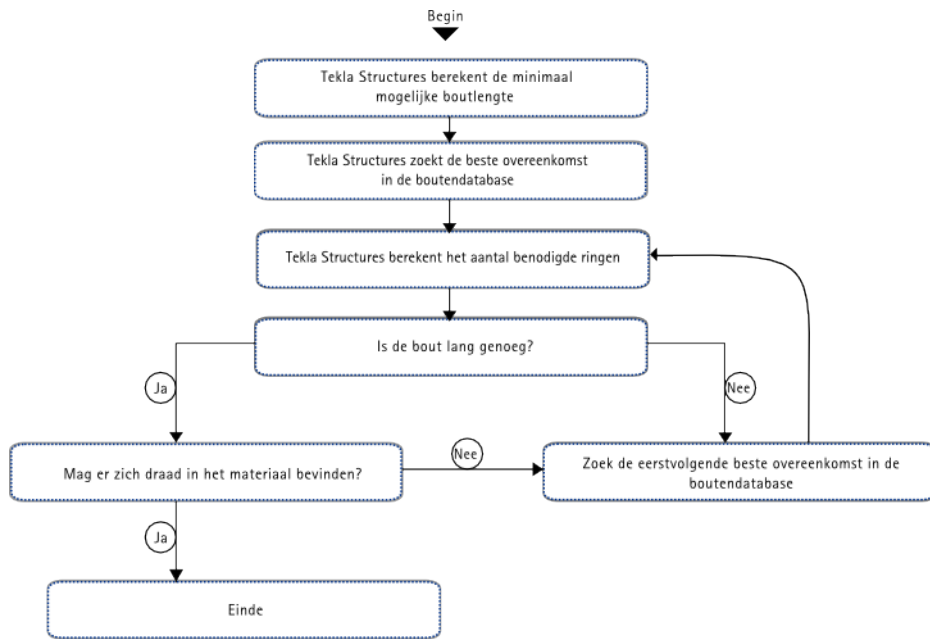 Begin
Tekla Structures berekent de minimaal
mogelijke boutlengte
Tekla Structures zoekt de beste overeenkomst
in de boutendatabase
Tekla Structures berekent het aantal benodigde ringen
Is de bout lang genoeg?
Ja
Nee
Mag er zich draad in het materiaal bevinden?
Nee
Zoek de eerstvolgende beste overeenkomst in de
boutendatabase
Ja
Einde